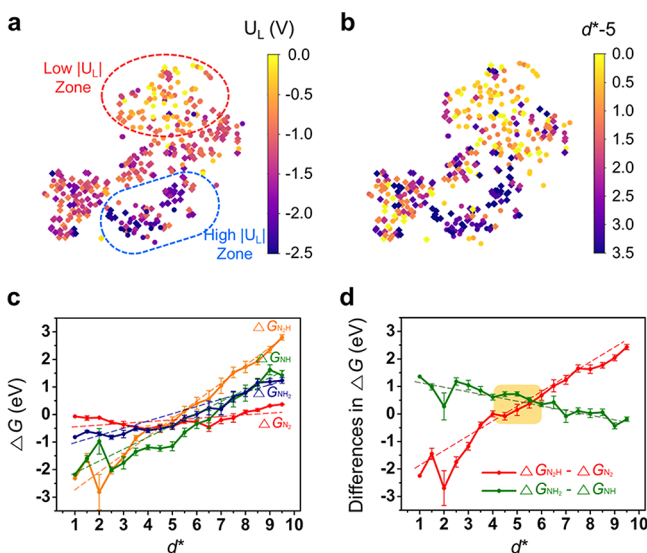 a
U_L (V)
Low |U_L|
Zone
High |U_L|
Zone
0.0
-0.5
-1.0
-1.5
-2.0
-2.5
b
d*-5
0.0
0.5
1.0
1.5
2.0
2.5
3.0
3.5
c
△G (eV)
3
2
1
0
-1
-2
-3
△G_N₂H
△G_NH
△G_NH₂
△G_N₂
1 2 3 4 5 6 7 8 9 10
d*
d
Differences in △G (eV)
3
2
1
0
-1
-2
-3
△G_N₂H - △G_N₂
△G_NH₂ - △G_NH
0 1 2 3 4 5 6 7 8 9 10
d*